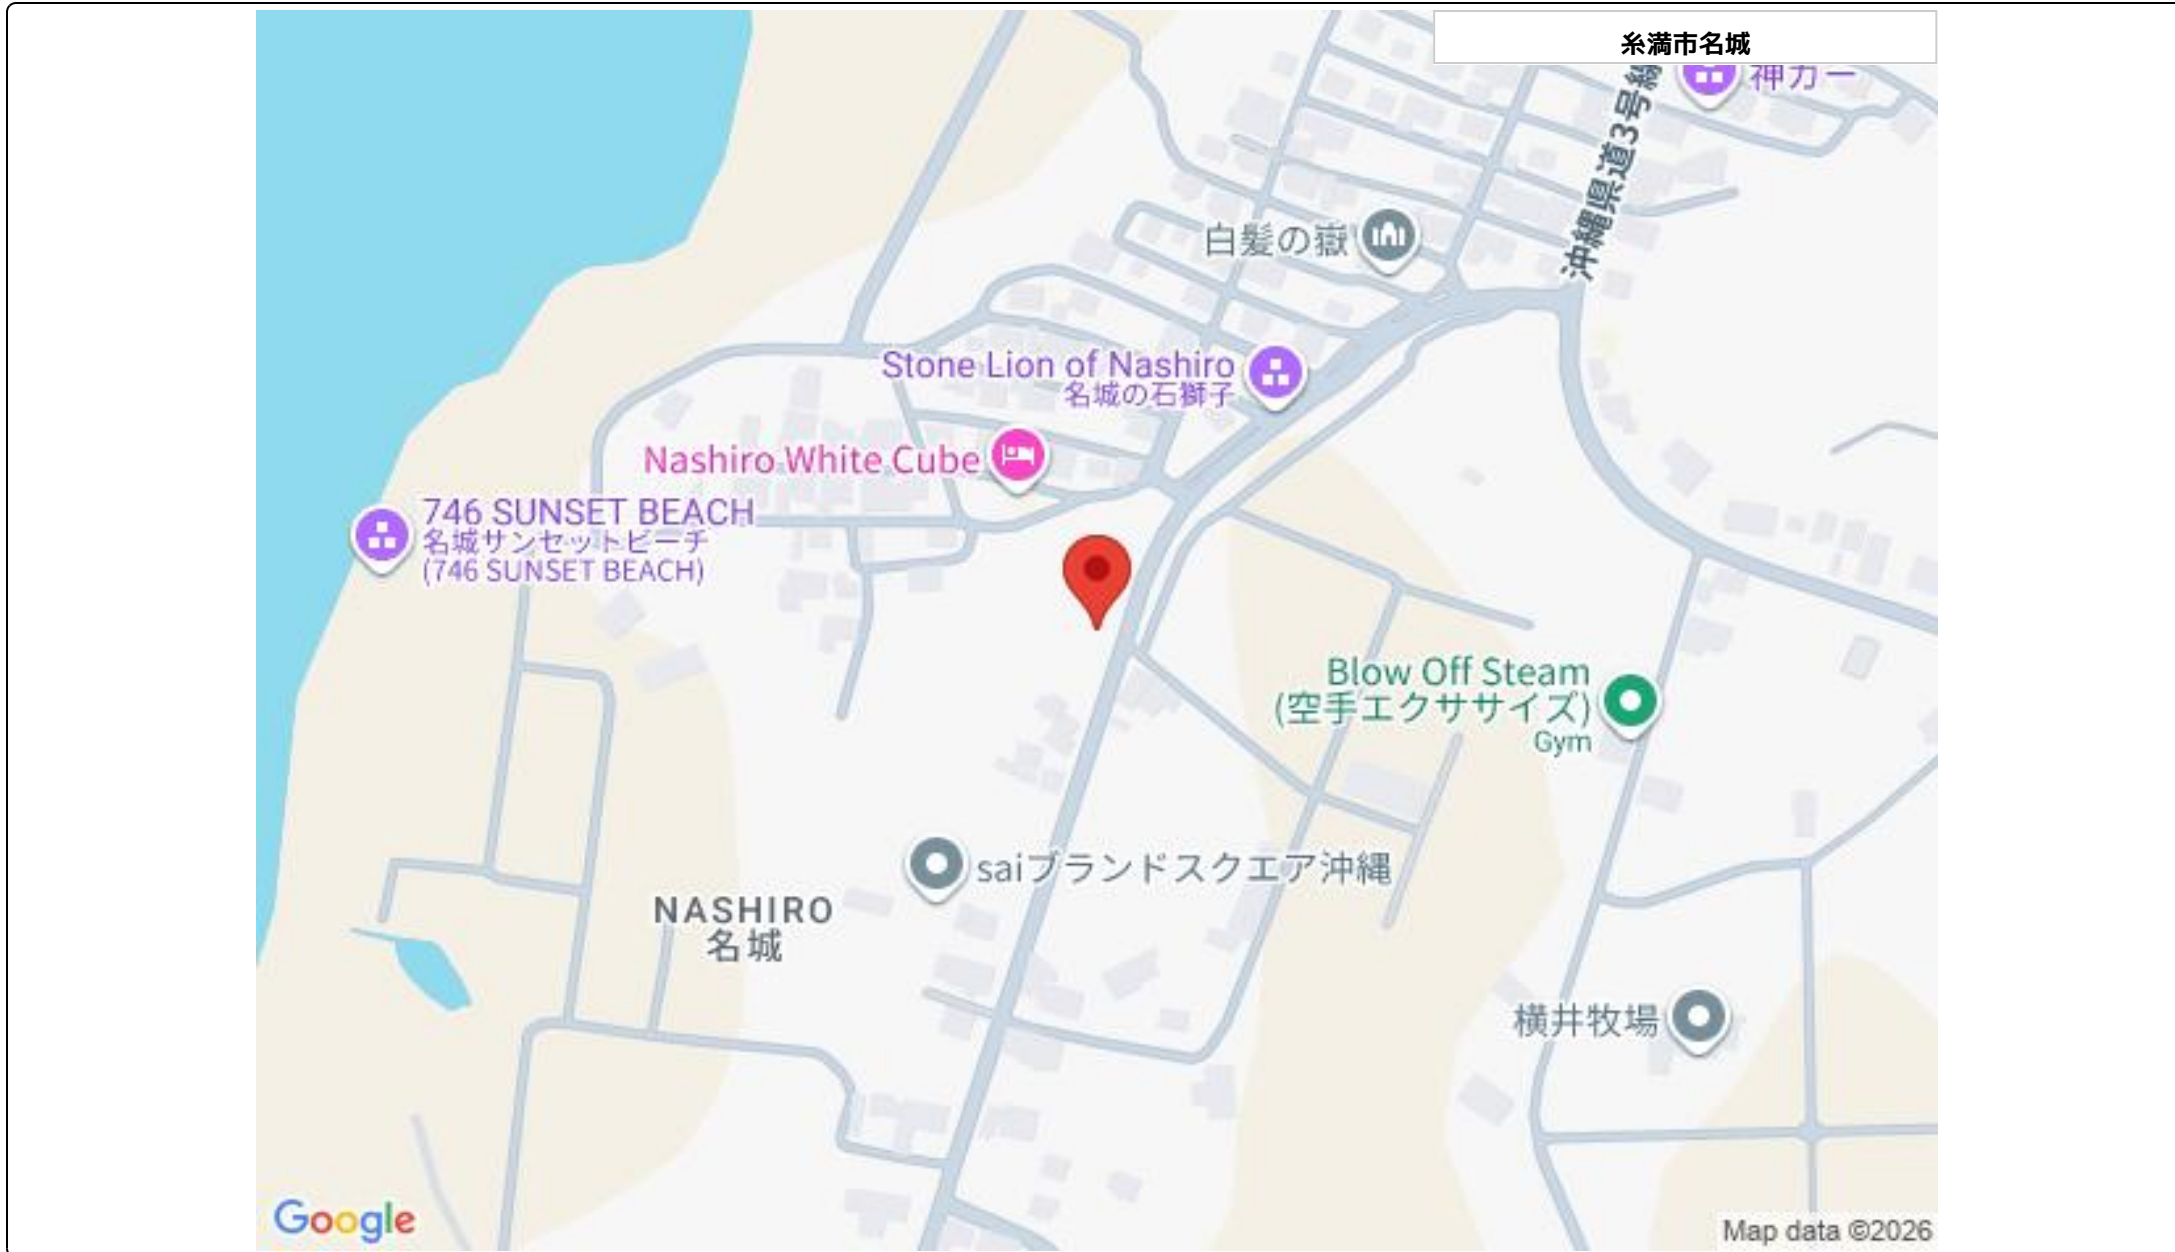 糸満市名城
神カー
沖縄県道3号線
白髪の嶽
Stone Lion of Nashiro
名城の石獅子
Nashiro White Cube
746 SUNSET BEACH
名城サンセットビーチ
(746 SUNSET BEACH)
Blow Off Steam
(空手エクササイズ)
Gym
saiブランドスクエア沖縄
NASHIRO
名城
横井牧場
Google
Map data ©2026